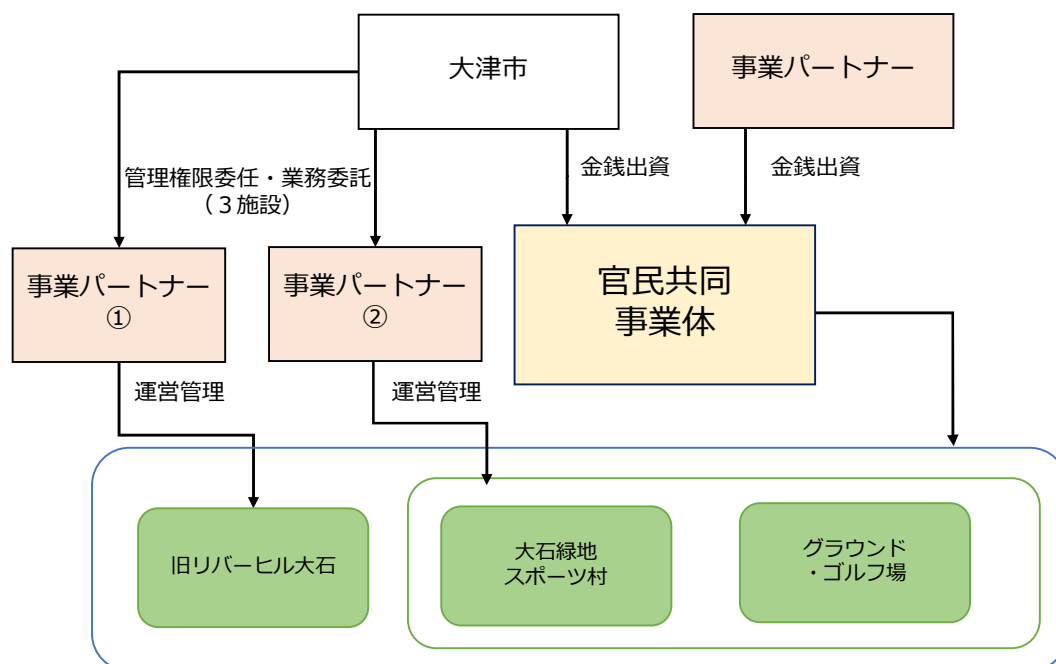 大津市
事業パートナー
管理権限委任・業務委託
（３施設）
金銭出資
金銭出資
事業パートナー
①
事業パートナー
②
官民共同
事業体
運営管理
運営管理
旧リバーヒル大石
大石緑地
スポーツ村
グラウンド
・ゴルフ場